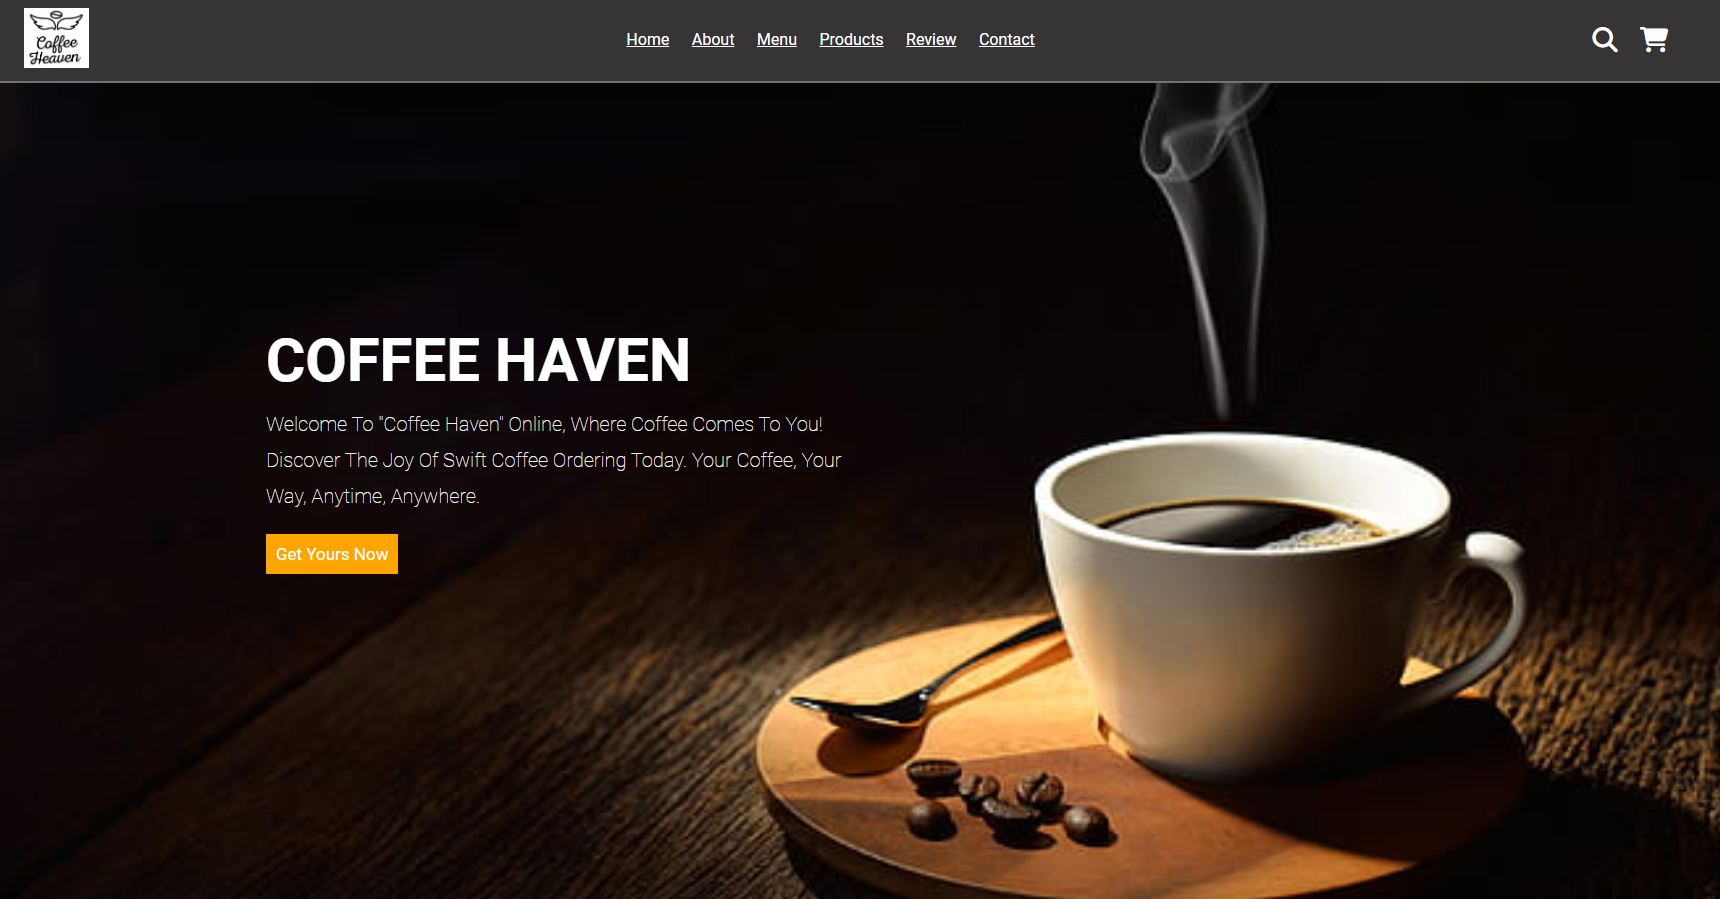 Coffee
Heaven
Home About Menu Products Review Contact
COFFEE HAVEN
Welcome To "Coffee Haven" Online, Where Coffee Comes To You!
Discover The Joy Of Swift Coffee Ordering Today. Your Coffee, Your
Way, Anytime, Anywhere.
Get Yours Now